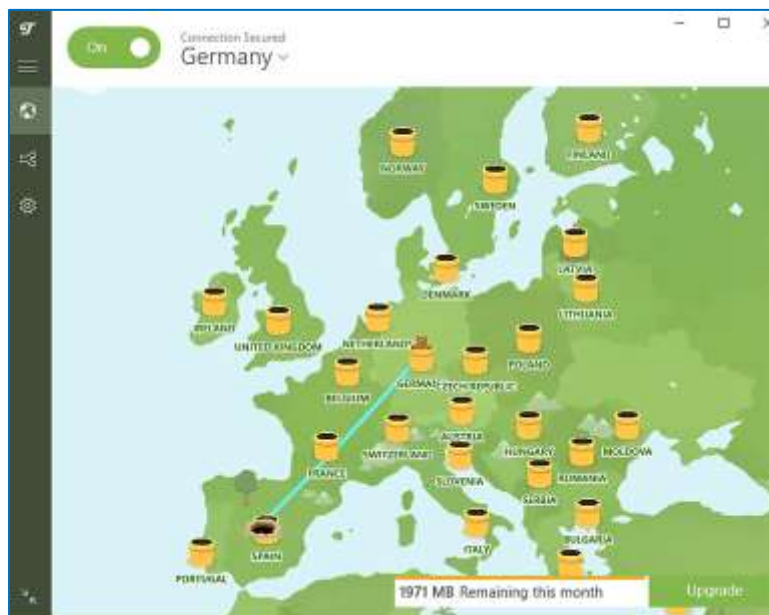 On
Connection Secured
Germany
NORWAY
FINLAND
SWEDEN
LATVIA
DENMARK
LITHUANIA
IRELAND
UNITED KINGDOM
NETHERLANDS
POLAND
GERMA
CZECH REPUBLIC
BELGIUM
AUSTRIA
SWITZERLAND
HUNGARY
MOLDOVA
FRANCE
SLOVENIA
ROMANIA
SERBIA
BULGARIA
ITALY
SPAIN
PORTUGAL
1971 MB Remaining this month
Upgrade